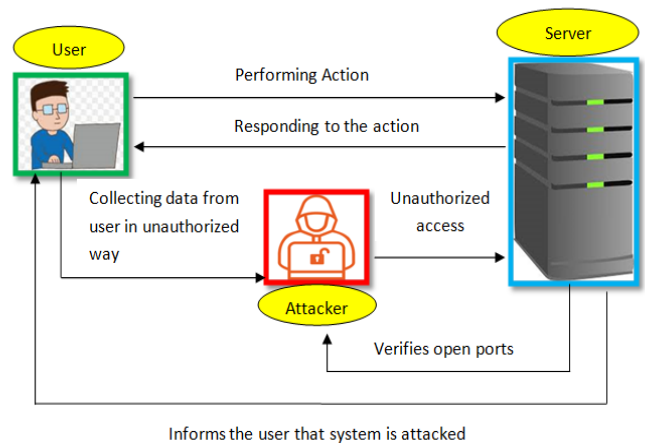 User
Server
Performing Action
Responding to the action
Collecting data from
user in unauthorized
way
Unauthorized
access
Attacker
Verifies open ports
Informs the user that system is attacked